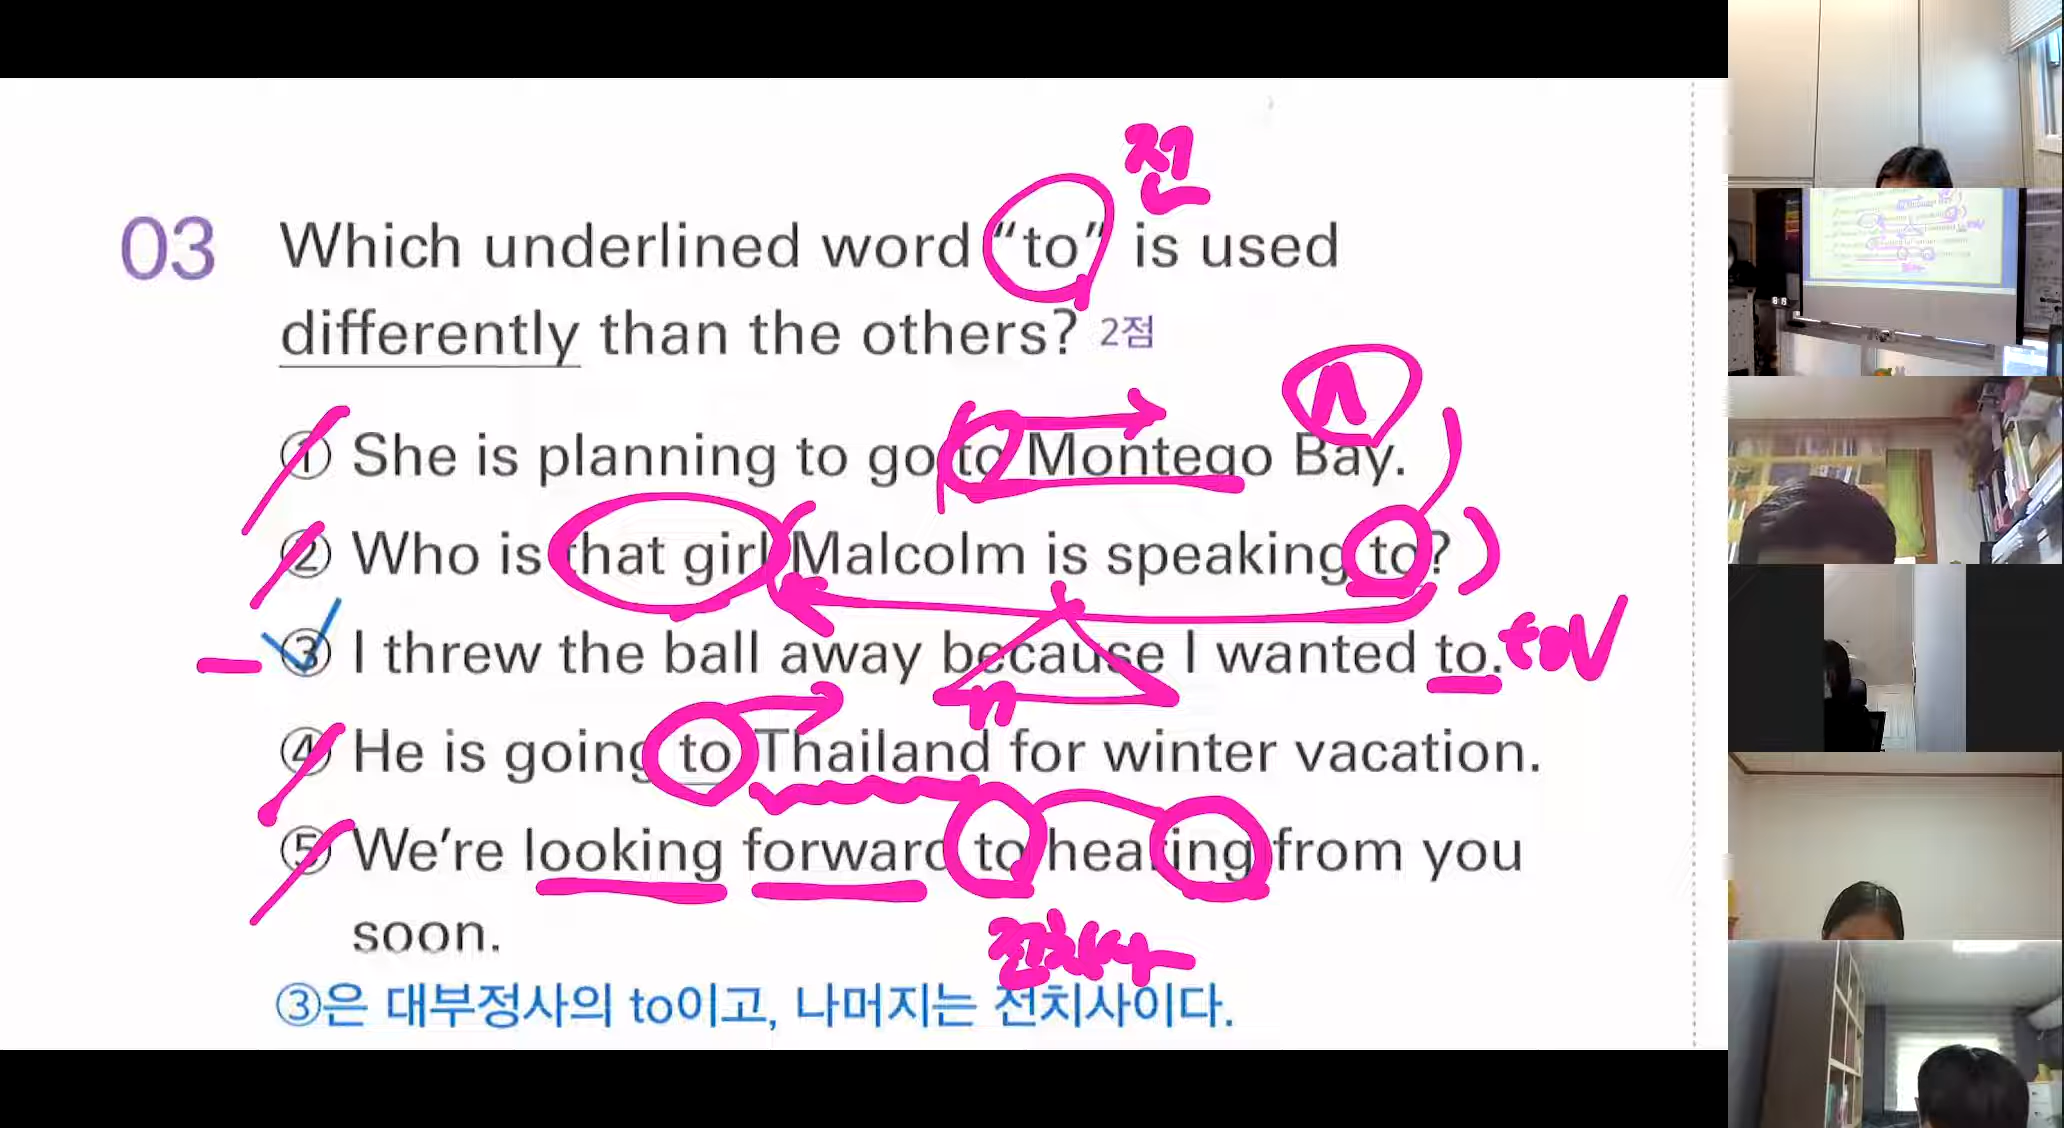 전
03 Which underlined word “to” is used
differently than the others? 2점
n
① She is planning to go to Montego Bay.
② Who is that girl Malcolm is speaking to?
③ I threw the ball away because I wanted to. toV
n
④ He is going to Thailand for winter vacation.
⑤ We’re looking forward to hearing from you
soon.
전치사
③은 대부정사의 to이고, 나머지는 전치사이다.